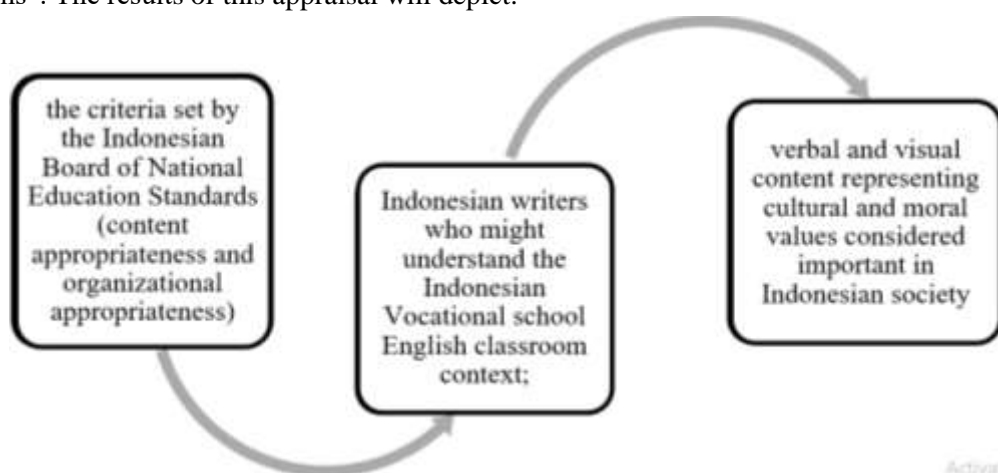 ns". The results of this appraisal will depict:
the criteria set by
the Indonesian
Board of National
Education Standards
(content
appropriateness and
organizational
appropriateness)
Indonesian writers
who might
understand the
Indonesian
Vocational school
English classroom
context;
verbal and visual
content representing
cultural and moral
values considered
important in
Indonesian society
Activa